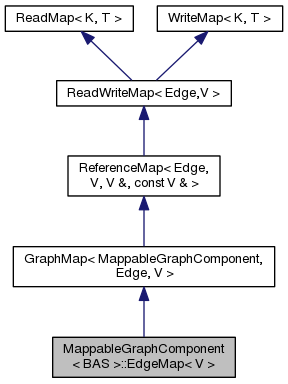 ReadMap< K, T >
WriteMap< K, T >
ReadWriteMap< Edge,V >
ReferenceMap< Edge,
V, V &, const V & >
GraphMap< MappableGraphComponent,
Edge, V >
MappableGraphComponent
< BAS >::EdgeMap< V >